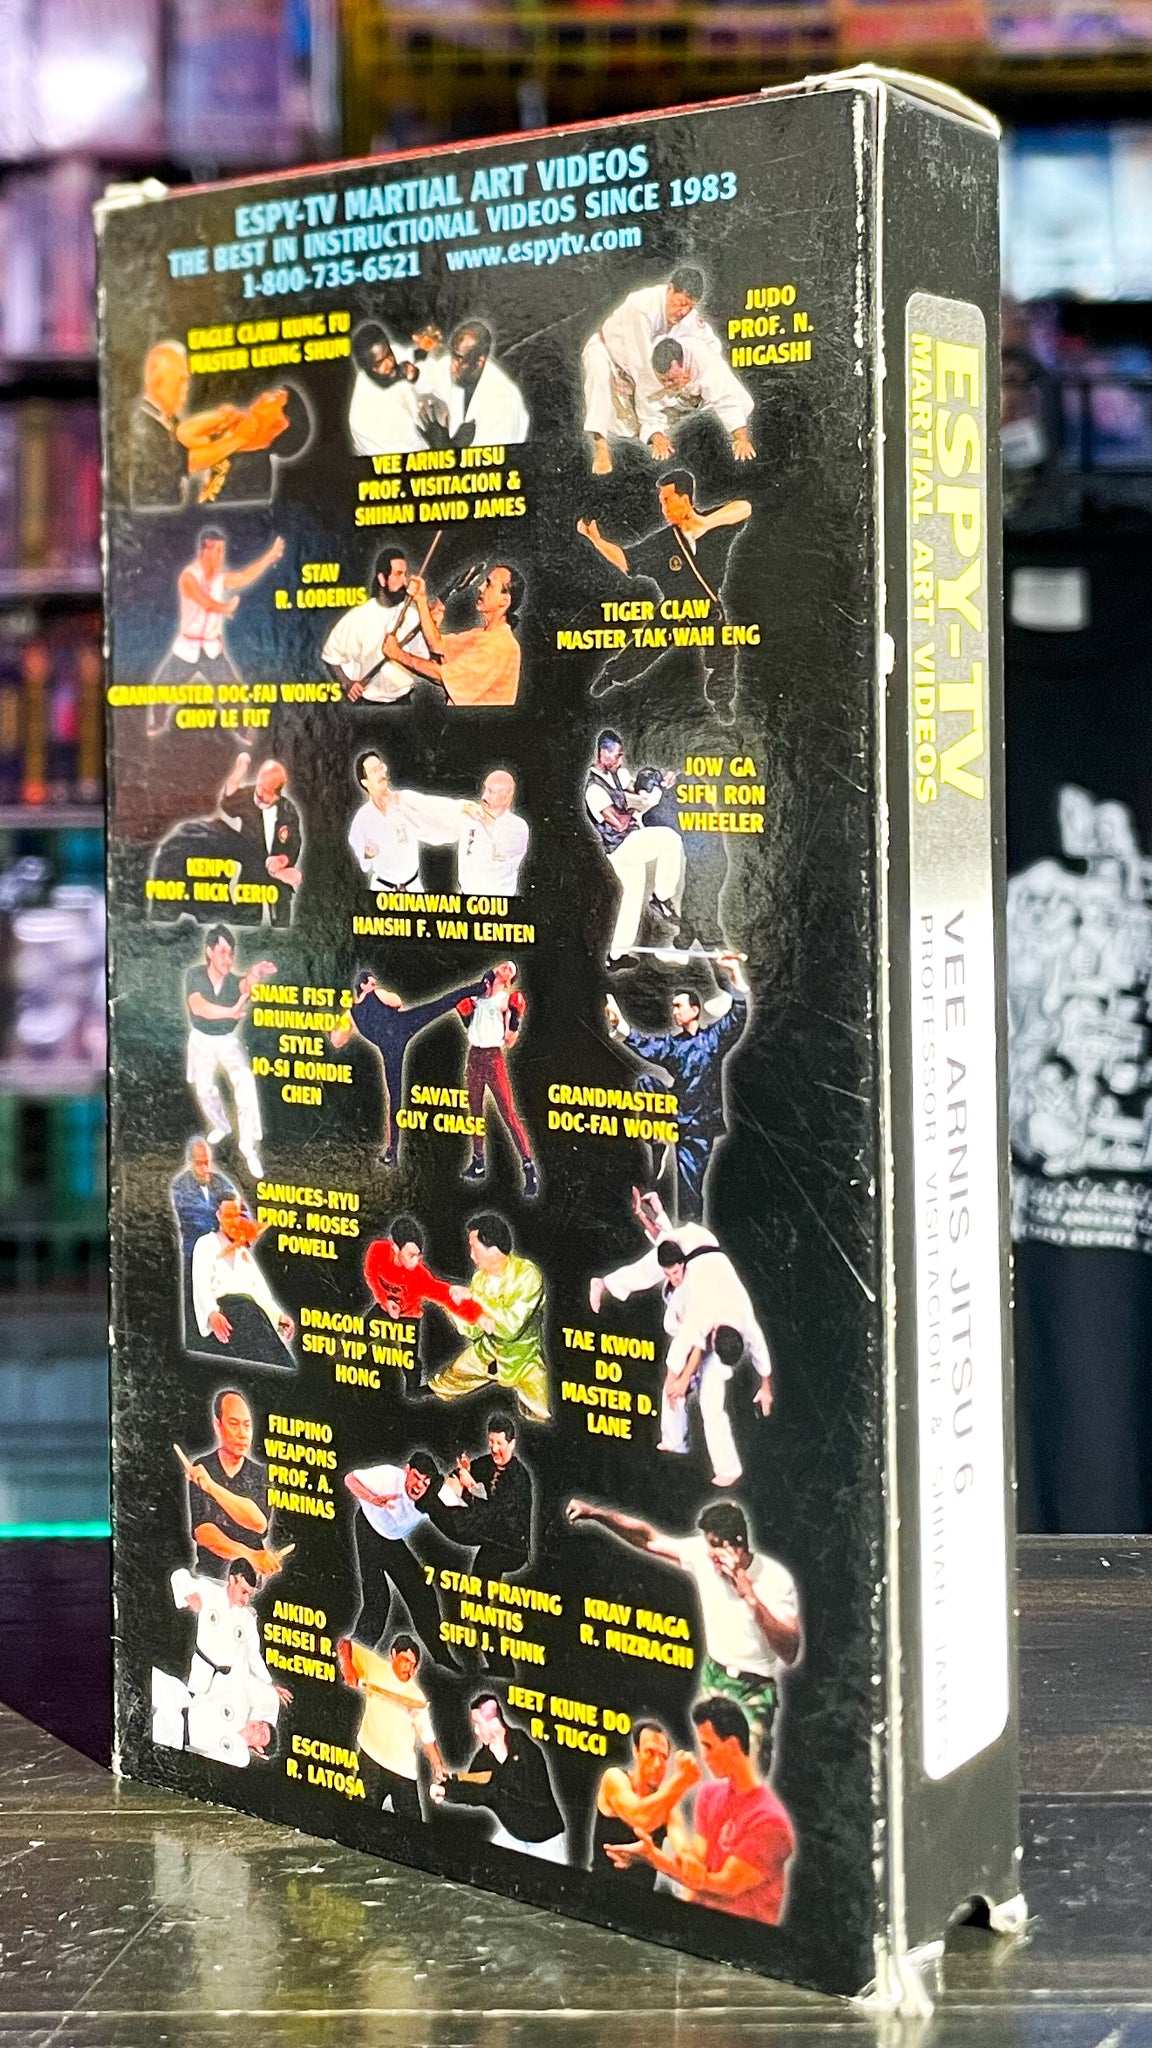 ESPY-TV MARTIAL ART VIDEOS
THE BEST IN INSTRUCTIONAL VIDEOS SINCE 1983
1-800-735-6521 www.espytv.com
EAGLE CLAW KUNG FU
MASTER LEUNG SHUM
VEE ARNIS JITSU
PROF. VISITACION &
SHIHAN DAVID JAMES
JUDO
PROF. N.
HIGASHI
STAV
R. LODERUS
TIGER CLAW
MASTER TAK WAH ENG
GRANDMASTER DOC-FAI WONG'S
CHOY LE FUT
JOW GA
SIFU RON
WHEELER
KENPO
PROF. NICK CERIO
OKINAWAN GOJU
HANSHI F. VAN LENTEN
SNAKE FIST &
DRUNKARD'S
STYLE
JO-SI RONDIE
CHEN
SAVATE
GUY CHASE
GRANDMASTER
DOC-FAI WONG
SANUCES-RYU
PROF. MOSES
POWELL
DRAGON STYLE
SIFU YIP WING
HONG
TAE KWON
DO
MASTER D.
LANE
FILIPINO
WEAPONS
PROF. A.
MARINAS
7 STAR PRAYING
MANTIS
SIFU J. FUNK
KRAV MAGA
R. MIZRACHI
AIKIDO
SENSEI R.
MacEWEN
JEET KUNE DO
R. TUCCI
ESCRIMA
R. LATOSA
ESPY-TV
MARTIAL ART VIDEOS
VEE ARNIS JITSU 6
PROFESSOR VISITACION & SHIHAN JAMES